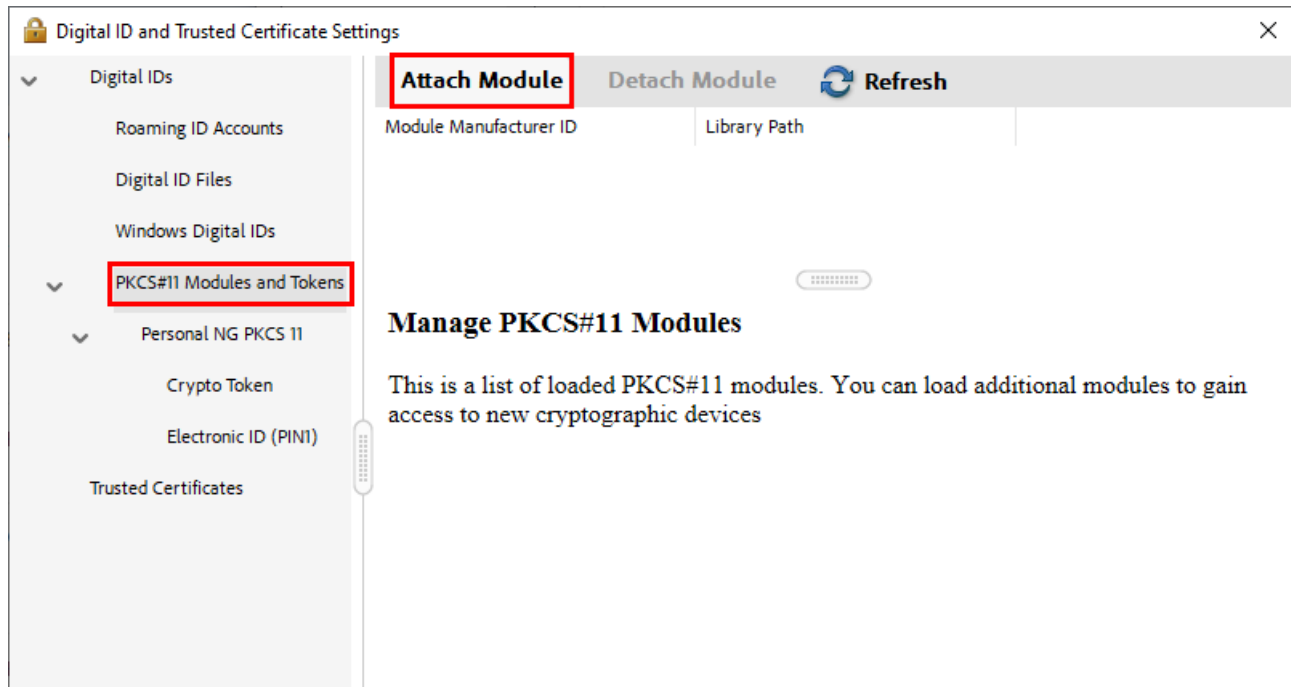 Digital ID and Trusted Certificate Settings
Digital IDs
Roaming ID Accounts
Digital ID Files
Windows Digital IDs
PKCS#11 Modules and Tokens
Personal NG PKCS 11
Crypto Token
Electronic ID (PIN1)
Trusted Certificates
Attach Module Detach Module Refresh
Module Manufacturer ID Library Path
Manage PKCS#11 Modules
This is a list of loaded PKCS#11 modules. You can load additional modules to gain
access to new cryptographic devices